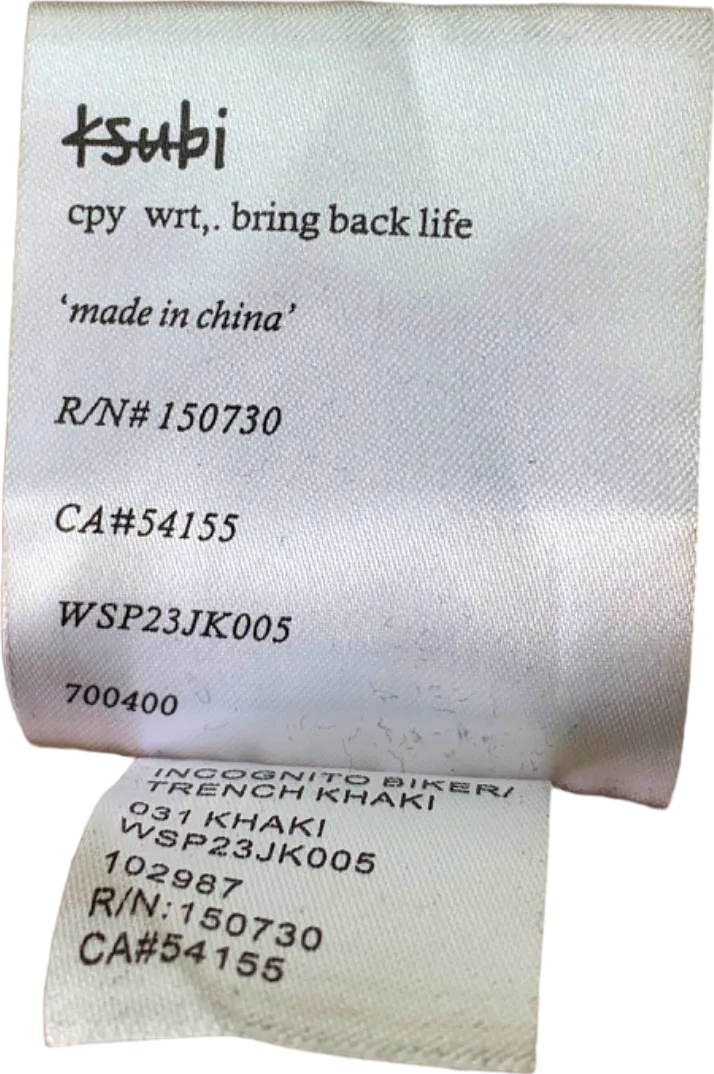 ksubi
cpy wrt,. bring back life
‘made in china’
R/N# 150730
CA#54155
WSP23JK005
700400
INCOGNITO BIKER/
TRENCH KHAKI
031 KHAKI
WSP23JK005
102987
R/N:150730
CA#54155